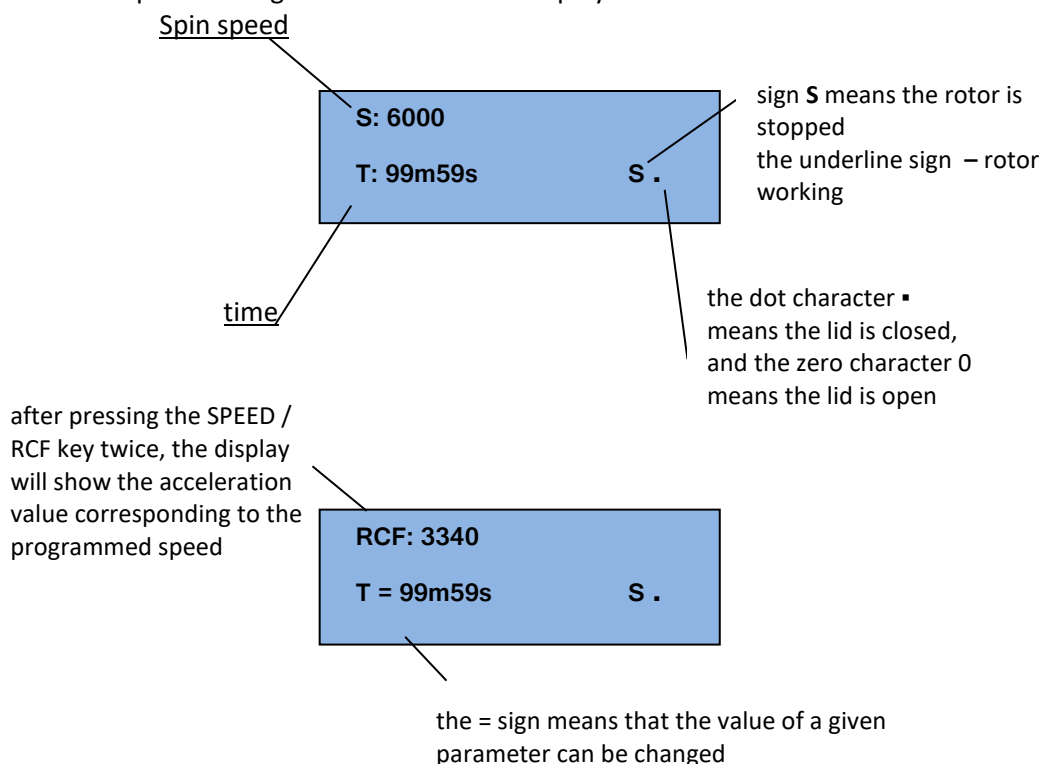 Spin speed
S: 6000
T: 99m59s S .
sign S means the rotor is
stopped
the underline sign – rotor
working
time
the dot character ▪
means the lid is closed,
and the zero character 0
means the lid is open
after pressing the SPEED /
RCF key twice, the display
will show the acceleration
value corresponding to the
programmed speed
RCF: 3340
T = 99m59s S .
the = sign means that the value of a given
parameter can be changed